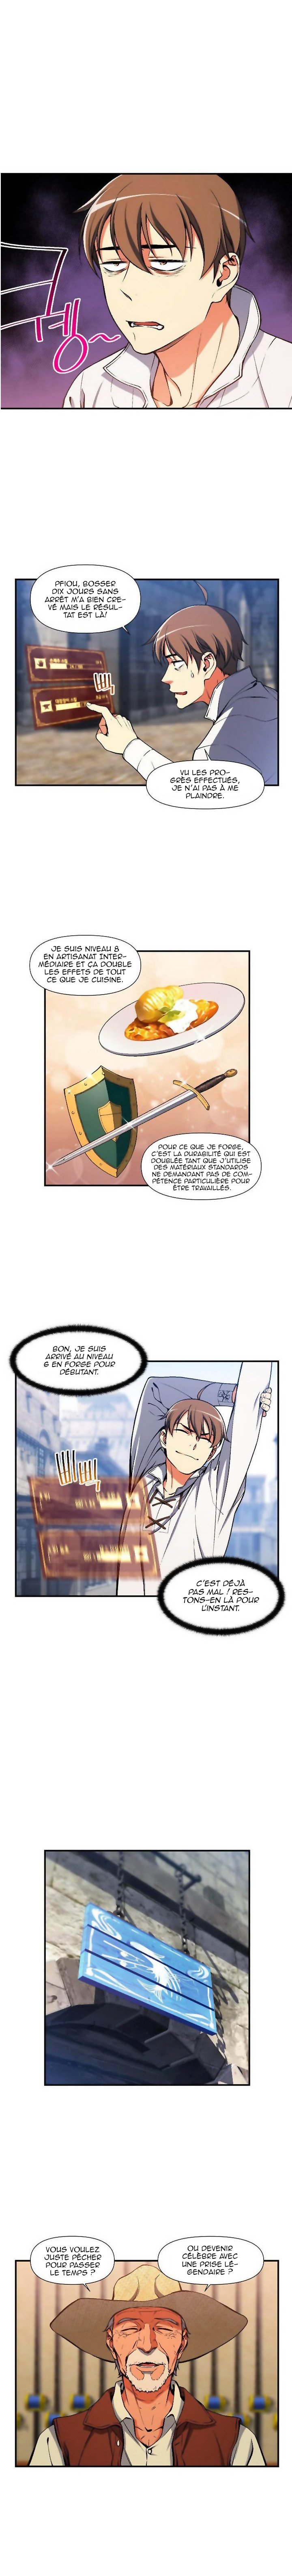 PFIOU, BOSSER
DIX JOURS SANS
ARRÊT M'A BIEN CRE-
VÉ MAIS LE RÉSUL-
TAT EST LÀ!
VU LES PRO-
GRÈS EFFECTUÉS,
JE N'AI PAS À ME
PLAINDRE.
JE SUIS NIVEAU 8
EN ARTISANAT INTER-
MÉDIAIRE ET ÇA DOUBLE
LES EFFETS DE TOUT
CE QUE JE CUISINE.
POUR CE QUE JE FORGE,
C'EST LA DURABILITÉ QUI EST
DOUBLÉE TANT QUE J'UTILISE
DES MATÉRIAUX STANDARDS
NE DEMANDANT PAS DE COM-
PÉTENCE PARTICULIÈRE POUR
ÊTRE TRAVAILLÉS.
BON, JE SUIS
ARRIVÉ AU NIVEAU
6 EN FORGE POUR
DÉBUTANT.
C'EST DÉJÀ
PAS MAL ! RES-
TONS-EN LÀ POUR
L'INSTANT.
VOUS VOULEZ
JUSTE PÊCHER
POUR PASSER
LE TEMPS ?
OU DEVENIR
CÉLÈBRE AVEC
UNE PRISE LÉ-
GENDAIRE ?